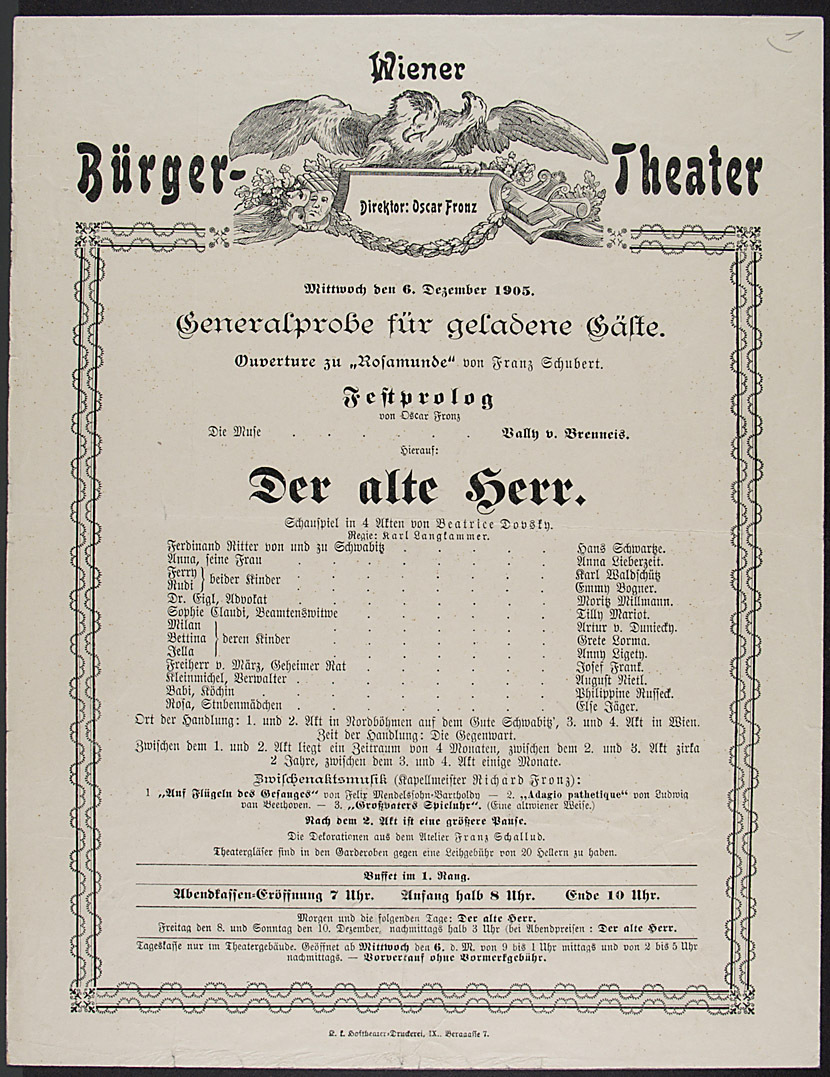 Wiener
Bürger-Theater
Direktor: Oscar Fronz
Mittwoch den 6. Dezember 1905.
Generalprobe für geladene Gäste.
Ouverture zu „Rosamunde“ von Franz Schubert.
Festprolog
von Oscar Fronz
Die Muse . . . . . . Vally v. Brenneis.
Hierauf:
Der alte Herr.
Schauspiel in 4 Akten von Beatrice Dovsky.
Regie: Karl Langkammer.
Ferdinand Ritter von und zu Schwabitz . . . . . Hans Schwartze.
Anna, seine Frau . . . . . . . . Anna Lieberzeit.
Ferry } beider Kinder . . . . . . . . Karl Waldschütz
Rudi } Emmy Bogner.
Dr. Eigl, Advokat . . . . . . . . Moritz Millmann.
Sophie Claudi, Beamtenswitwe . . . . . . Tilly Mariot.
Milan } Artur v. Duniecky.
Bettina } deren Kinder . . . . . . . Grete Lorma.
Jella } Anny Ligety.
Freiherr v. März, Geheimer Rat . . . . . . Josef Frank.
Kleinmichel, Verwalter . . . . . . . . August Nietl.
Babi, Köchin . . . . . . . . Philippine Russeck.
Rosa, Stubenmädchen . . . . . . . . Else Jäger.
Ort der Handlung: 1. und 2. Akt in Nordböhmen auf dem Gute Schwabitz', 3. und 4. Akt in Wien.
Zeit der Handlung: Die Gegenwart.
Zwischen dem 1. und 2. Akt liegt ein Zeitraum von 4 Monaten, zwischen dem 2. und 3. Akt zirka
2 Jahre, zwischen dem 3. und 4. Akt einige Monate.
Zwischenaktsmusik (Kapellmeister Richard Fronz):
1 „Auf Flügeln des Gesanges“ von Felix Mendelssohn-Bartholdy — 2. „Adagio pathetique“ von Ludwig
van Beethoven. — 3. „Großvaters Spieluhr“. (Eine altwiener Weise.)
Nach dem 2. Akt ist eine größere Pause.
Die Dekorationen aus dem Atelier Franz Schallud.
Theatergläser sind in den Garderoben gegen eine Leihgebühr von 20 Hellern zu haben.
Buffet im 1. Rang.
Abendkassen-Eröffnung 7 Uhr. Anfang halb 8 Uhr. Ende 10 Uhr.
Morgen und die folgenden Tage: Der alte Herr.
Freitag den 8. und Sonntag den 10. Dezember, nachmittags halb 3 Uhr (bei Abendpreisen : Der alte Herr.
Tageskasse nur im Theatergebäude. Geöffnet ab Mittwoch den 6. d. M. von 9 bis 1 Uhr mittags und von 2 bis 5 Uhr
nachmittags. — Vorverkauf ohne Vormerkgebühr.
K. k. Hoftheater-Druckerei, IX., Berggasse 7.